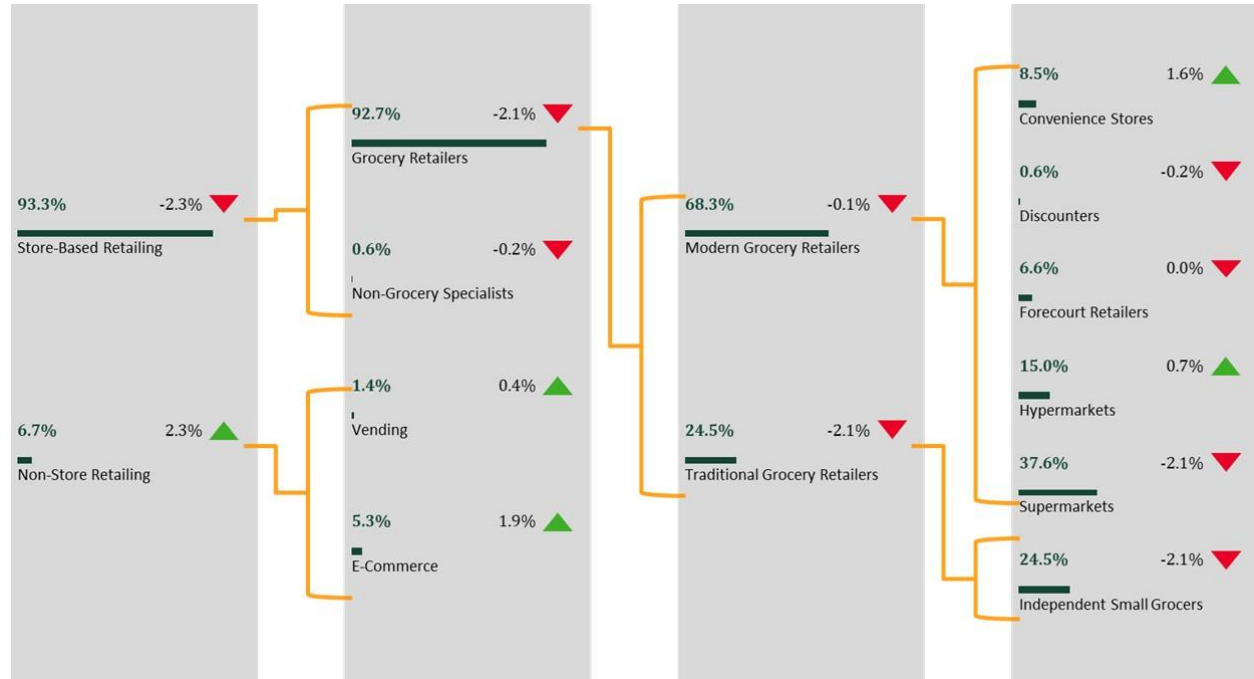 93.3% -2.3%
Store-Based Retailing
6.7% 2.3%
Non-Store Retailing
92.7% -2.1%
Grocery Retailers
0.6% -0.2%
Non-Grocery Specialists
1.4% 0.4%
Vending
5.3% 1.9%
E-Commerce
68.3% -0.1%
Modern Grocery Retailers
24.5% -2.1%
Traditional Grocery Retailers
8.5% 1.6%
Convenience Stores
0.6% -0.2%
Discounters
6.6% 0.0%
Forecourt Retailers
15.0% 0.7%
Hypermarkets
37.6% -2.1%
Supermarkets
24.5% -2.1%
Independent Small Grocers